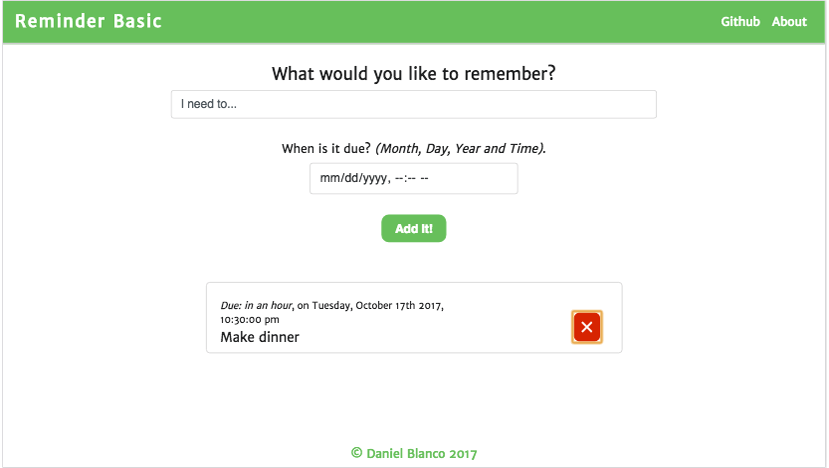 Reminder Basic
Github About
What would you like to remember?
I need to...
When is it due? (Month, Day, Year and Time).
mm/dd/yyyy, --:-- --
Add It!
Due: in an hour, on Tuesday, October 17th 2017,
10:30:00 pm
Make dinner
© Daniel Blanco 2017